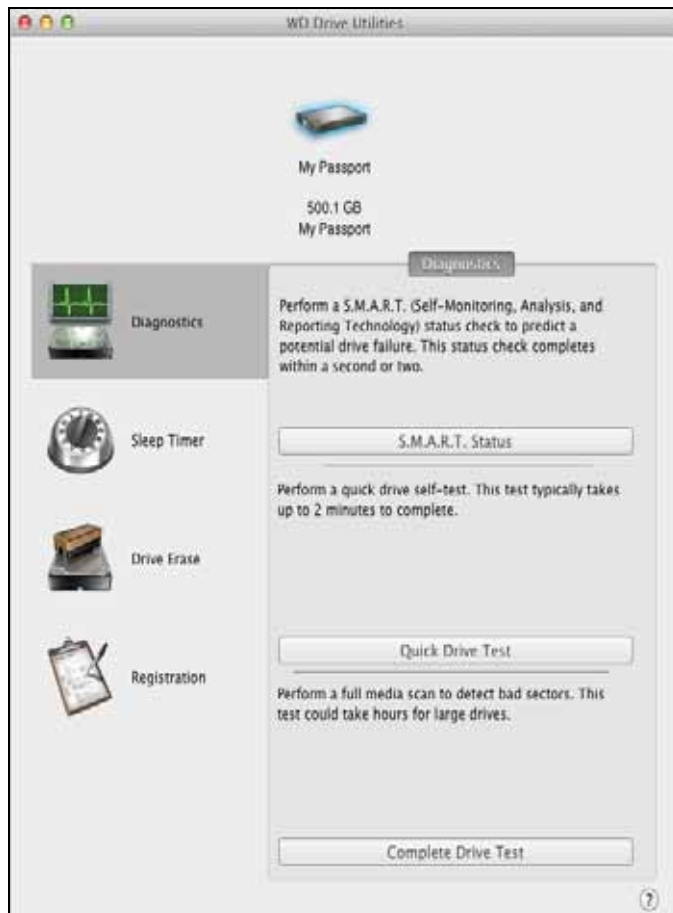 WD Drive Utilities
My Passport
500.1 GB
My Passport
Diagnostics
Diagnostics
Perform a S.M.A.R.T. (Self-Monitoring, Analysis, and
Reporting Technology) status check to predict a
potential drive failure. This status check completes
within a second or two.
S.M.A.R.T. Status
Sleep Timer
Perform a quick drive self-test. This test typically takes
up to 2 minutes to complete.
Drive Erase
Quick Drive Test
Registration
Perform a full media scan to detect bad sectors. This
test could take hours for large drives.
Complete Drive Test
?